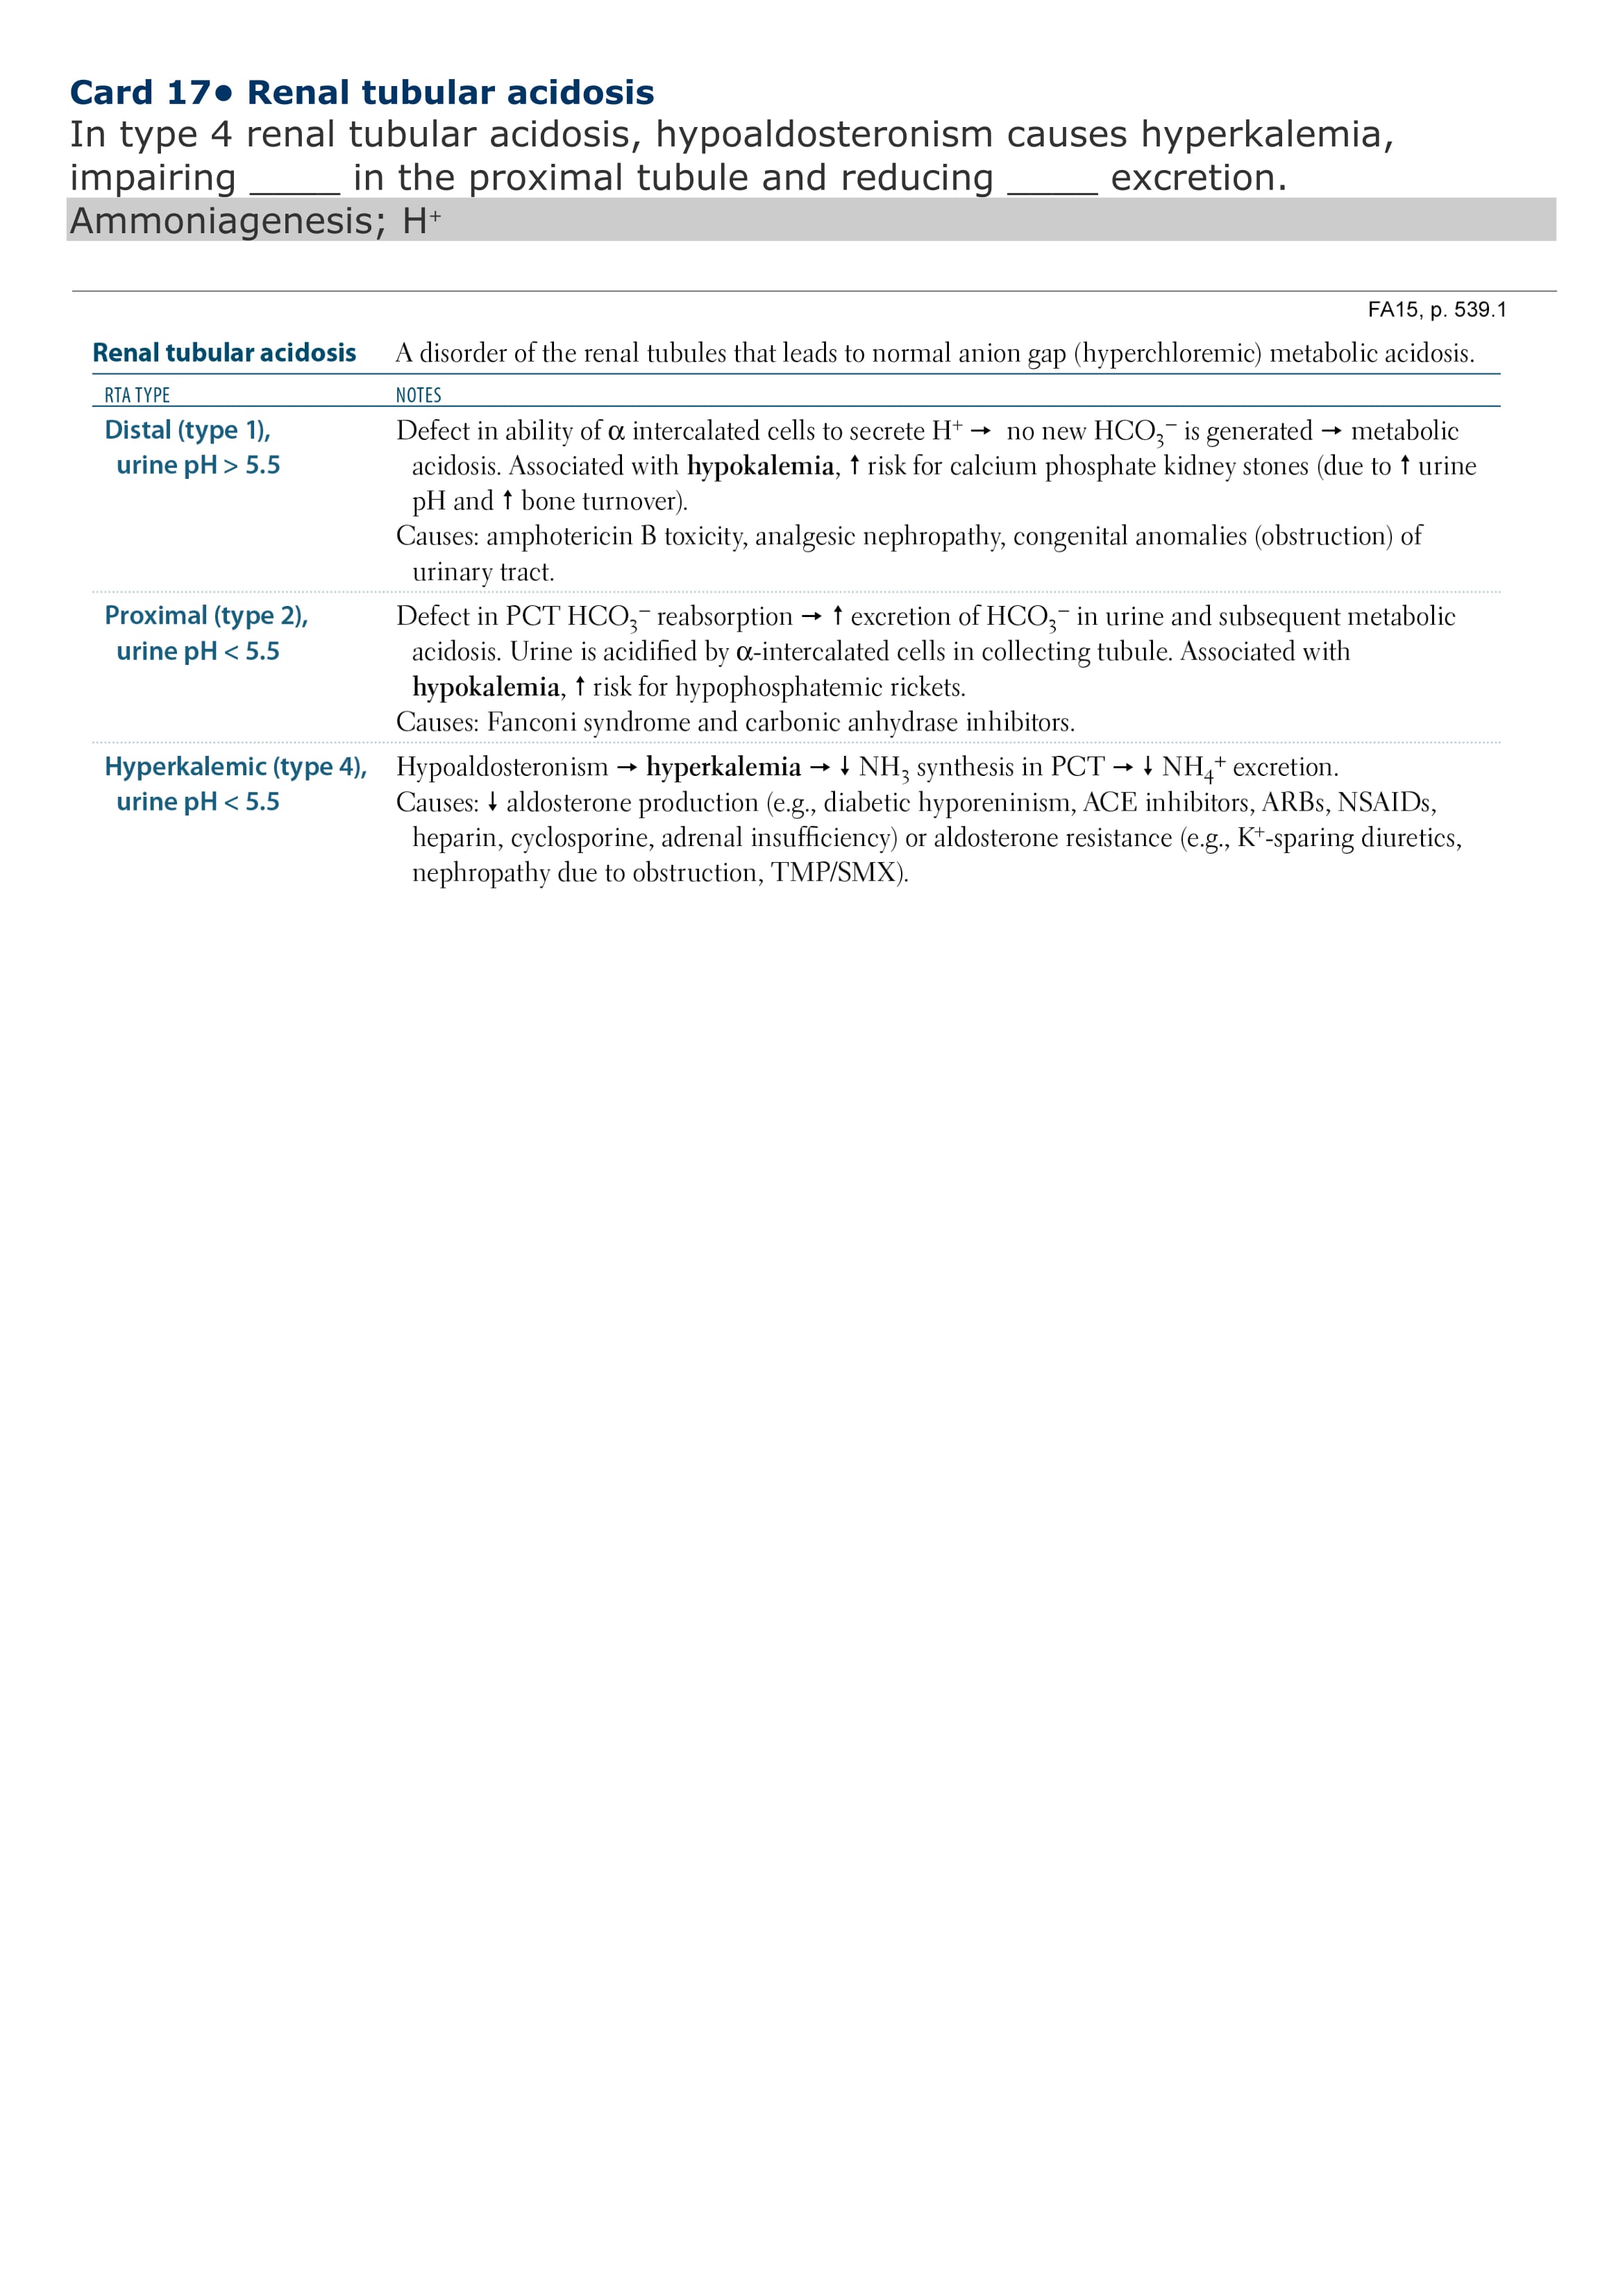 Card 17• Renal tubular acidosis
In type 4 renal tubular acidosis, hypoaldosteronism causes hyperkalemia,
impairing ____ in the proximal tubule and reducing ____ excretion.
Ammoniagenesis; H⁺
FA15, p. 539.1
Renal tubular acidosis A disorder of the renal tubules that leads to normal anion gap (hyperchloremic) metabolic acidosis.
RTA TYPE NOTES
Distal (type 1), Defect in ability of α intercalated cells to secrete H⁺ → no new HCO₃⁻ is generated → metabolic
urine pH > 5.5 acidosis. Associated with hypokalemia, ↑ risk for calcium phosphate kidney stones (due to ↑ urine
pH and ↑ bone turnover).
Causes: amphotericin B toxicity, analgesic nephropathy, congenital anomalies (obstruction) of
urinary tract.
Proximal (type 2), Defect in PCT HCO₃⁻ reabsorption → ↑ excretion of HCO₃⁻ in urine and subsequent metabolic
urine pH < 5.5 acidosis. Urine is acidified by α-intercalated cells in collecting tubule. Associated with
hypokalemia, ↑ risk for hypophosphatemic rickets.
Causes: Fanconi syndrome and carbonic anhydrase inhibitors.
Hyperkalemic (type 4), Hypoaldosteronism → hyperkalemia → ↓ NH₃ synthesis in PCT → ↓ NH₄⁺ excretion.
urine pH < 5.5 Causes: ↓ aldosterone production (e.g., diabetic hyporeninism, ACE inhibitors, ARBs, NSAIDs,
heparin, cyclosporine, adrenal insufficiency) or aldosterone resistance (e.g., K⁺-sparing diuretics,
nephropathy due to obstruction, TMP/SMX).